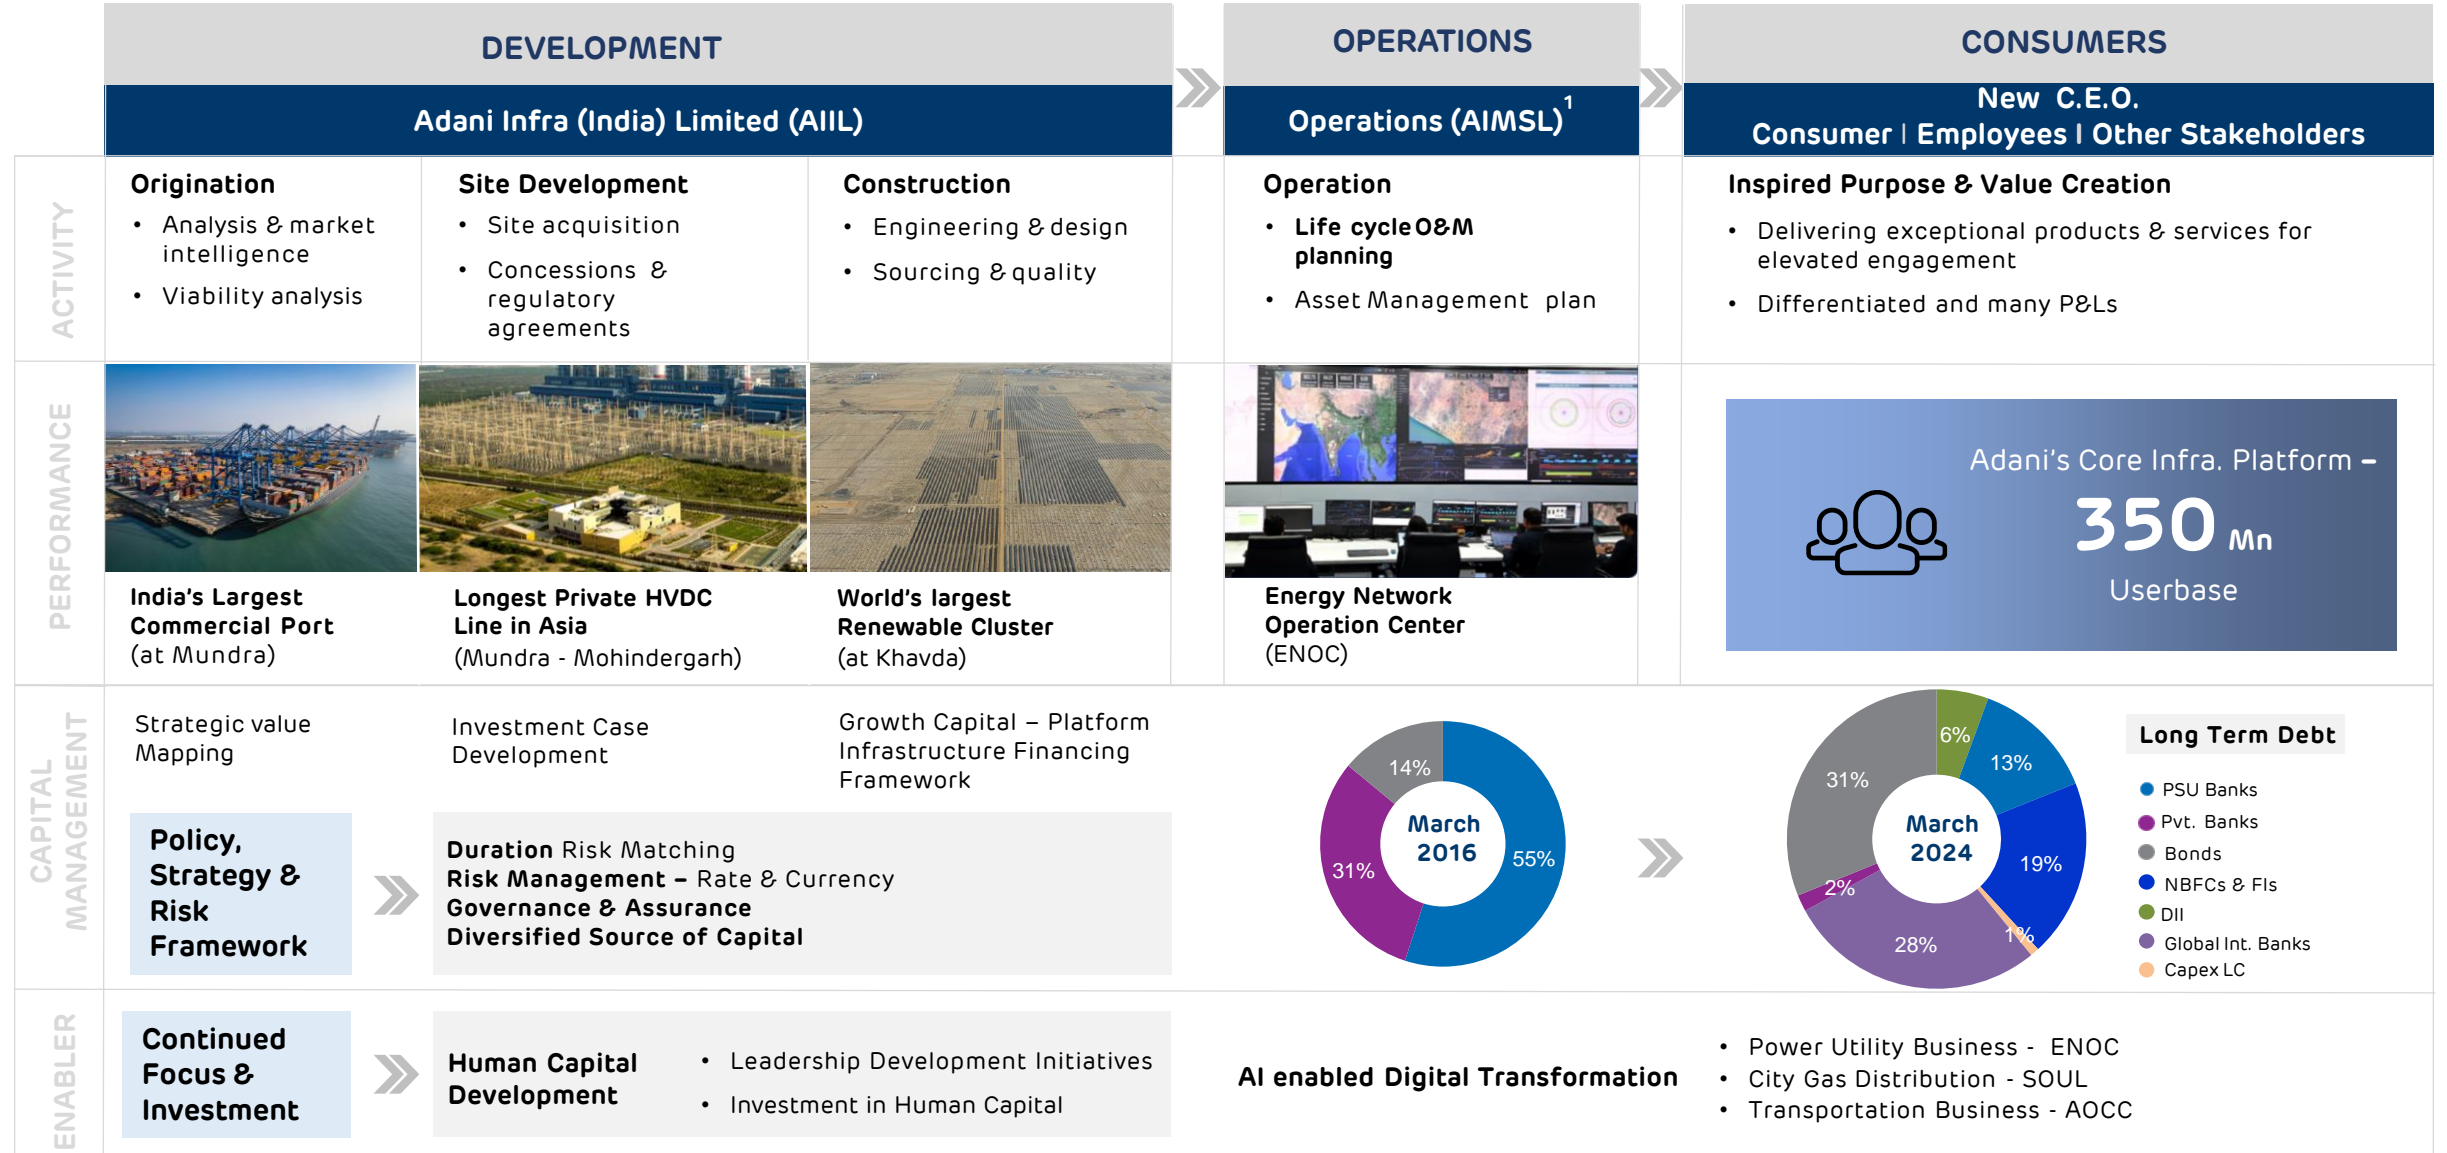 DEVELOPMENT
OPERATIONS
CONSUMERS
Adani Infra (India) Limited (AIIL)
Operations (AIMSL)1
New C.E.O.
Consumer I Employees I Other Stakeholders
ACTIVITY
Origination
• Analysis & market
intelligence
• Viability analysis
Site Development
• Site acquisition
• Concessions &
regulatory
agreements
Construction
• Engineering & design
• Sourcing & quality
Operation
• Life cycle O&M
planning
• Asset Management plan
Inspired Purpose & Value Creation
• Delivering exceptional products & services for
elevated engagement
• Differentiated and many P&Ls
PERFORMANCE
India's Largest
Commercial Port
(at Mundra)
Longest Private HVDC
Line in Asia
(Mundra - Mohindergarh)
World's largest
Renewable Cluster
(at Khavda)
Energy Network
Operation Center
(ENOC)
Adani's Core Infra. Platform –
350 Mn
Userbase
CAPITAL
MANAGEMENT
Strategic value
Mapping
Investment Case
Development
Growth Capital – Platform
Infrastructure Financing
Framework
Policy,
Strategy &
Risk
Framework
Duration Risk Matching
Risk Management – Rate & Currency
Governance & Assurance
Diversified Source of Capital
14%
31%
55%
March
2016
6%
13%
31%
19%
2%
1%
28%
March
2024
Long Term Debt
PSU Banks
Pvt. Banks
Bonds
NBFCs & FIs
DII
Global Int. Banks
Capex LC
ENABLER
Continued
Focus &
Investment
Human Capital
Development
• Leadership Development Initiatives
• Investment in Human Capital
AI enabled Digital Transformation
• Power Utility Business - ENOC
• City Gas Distribution - SOUL
• Transportation Business - AOCC